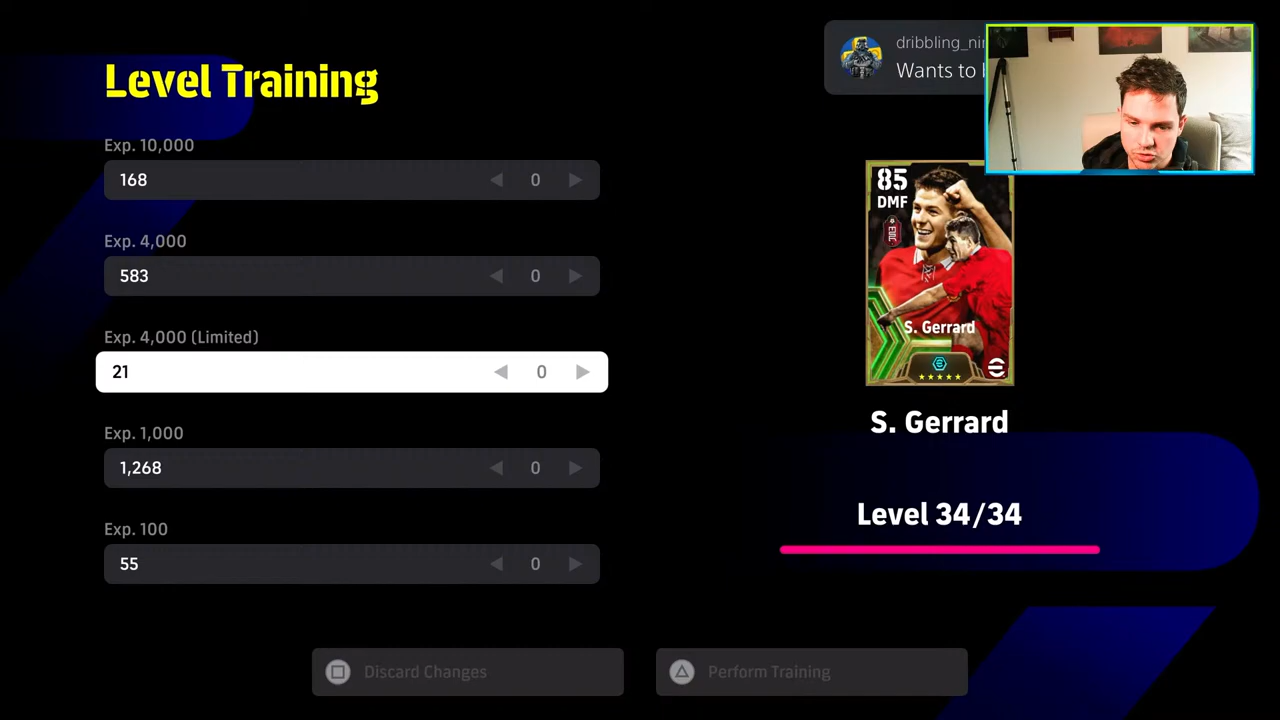 Level Training
dribbling_
Wants to
Exp. 10,000
168
0
Exp. 4,000
583
0
Exp. 4,000 (Limited)
21
0
Exp. 1,000
1,268
0
Exp. 100
55
0
85
DMF
S. Gerrard
S. Gerrard
Level 34/34
Discard Changes
Perform Training